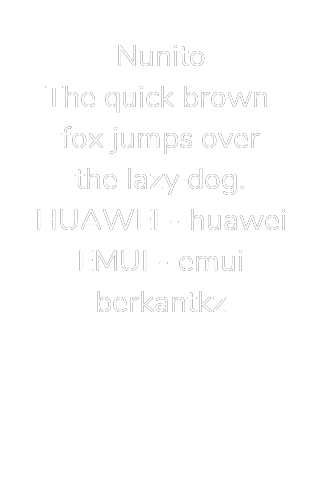 Nunito
The quick brown
fox jumps over
the lazy dog.
HUAWEI - huawei
EMUI - emui
berkantkz